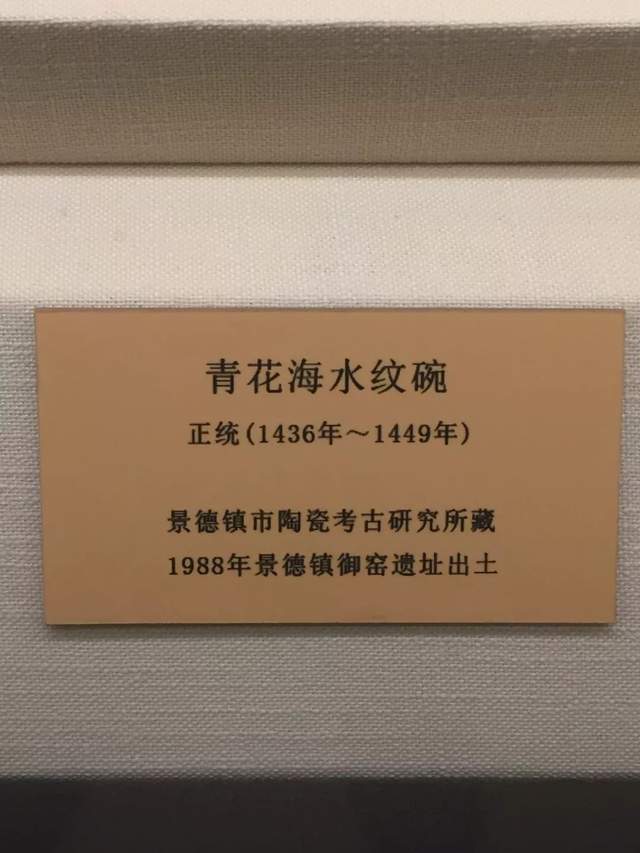 青花海水纹碗
正统(1436年～1449年)
景德镇市陶瓷考古研究所藏
1988年景德镇御窑遗址出土